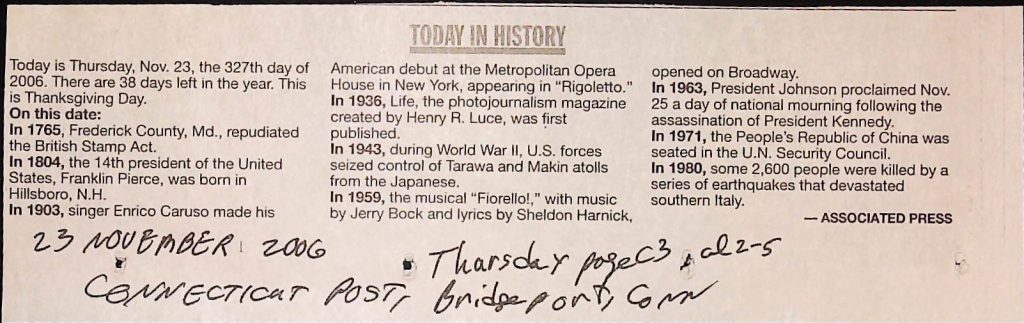 TODAY IN HISTORY
Today is Thursday, Nov. 23, the 327th day of
2006. There are 38 days left in the year. This
is Thanksgiving Day.
On this date:
In 1765, Frederick County, Md., repudiated
the British Stamp Act.
In 1804, the 14th president of the United
States, Franklin Pierce, was born in
Hillsboro, N.H.
In 1903, singer Enrico Caruso made his
American debut at the Metropolitan Opera
House in New York, appearing in “Rigoletto.”
In 1936, Life, the photojournalism magazine
created by Henry R. Luce, was first
published.
In 1943, during World War II, U.S. forces
seized control of Tarawa and Makin atolls
from the Japanese.
In 1959, the musical “Fiorello!,” with music
by Jerry Bock and lyrics by Sheldon Harnick,
opened on Broadway.
In 1963, President Johnson proclaimed Nov.
25 a day of national mourning following the
assassination of President Kennedy.
In 1971, the People’s Republic of China was
seated in the U.N. Security Council.
In 1980, some 2,600 people were killed by a
series of earthquakes that devastated
southern Italy.
— ASSOCIATED PRESS
23 NOVEMBER 2006 Thursday page C3, col 2-5
CONNECTICUT POST, Bridgeport, Conn